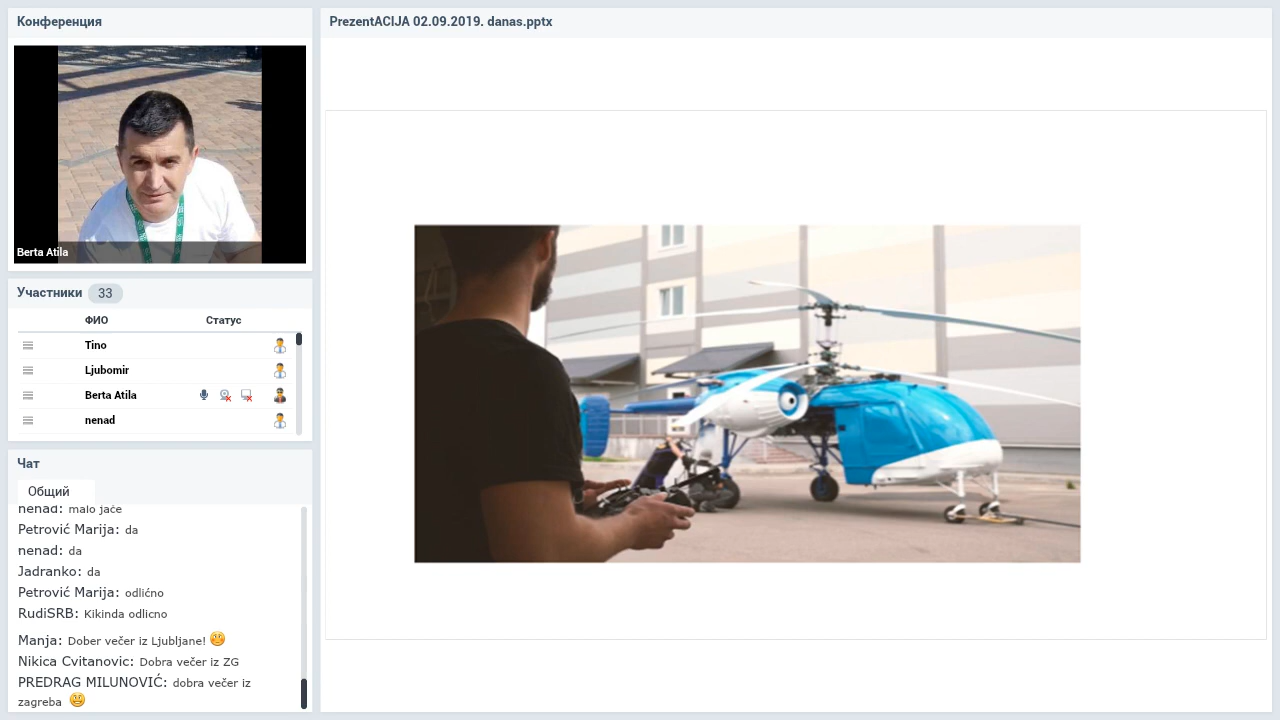 Конференция
Berta Atila
Участники 33
ФИО Статус
Tino
Ljubomir
Berta Atila
nenad
Чат
Общий
nenad: malo jače
Petrović Marija: da
nenad: da
Jadranko: da
Petrović Marija: odlićno
RudiSRB: Kikinda odlicno
Manja: Dober večer iz Ljubljane!
Nikica Cvitanovic: Dobra večer iz ZG
PREDRAG MILUNOVIĆ: dobra večer iz
zagreba
PrezentACIJA 02.09.2019. danas.pptx